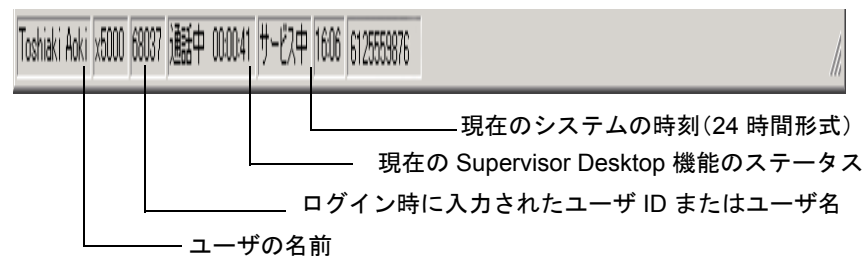 Toshiaki Aoki x5000 68037 通話中 00:00:41 サービス中 16:06 6125559876
現在のシステムの時刻（24 時間形式）
現在の Supervisor Desktop 機能のステータス
ログイン時に入力されたユーザ ID またはユーザ名
ユーザの名前